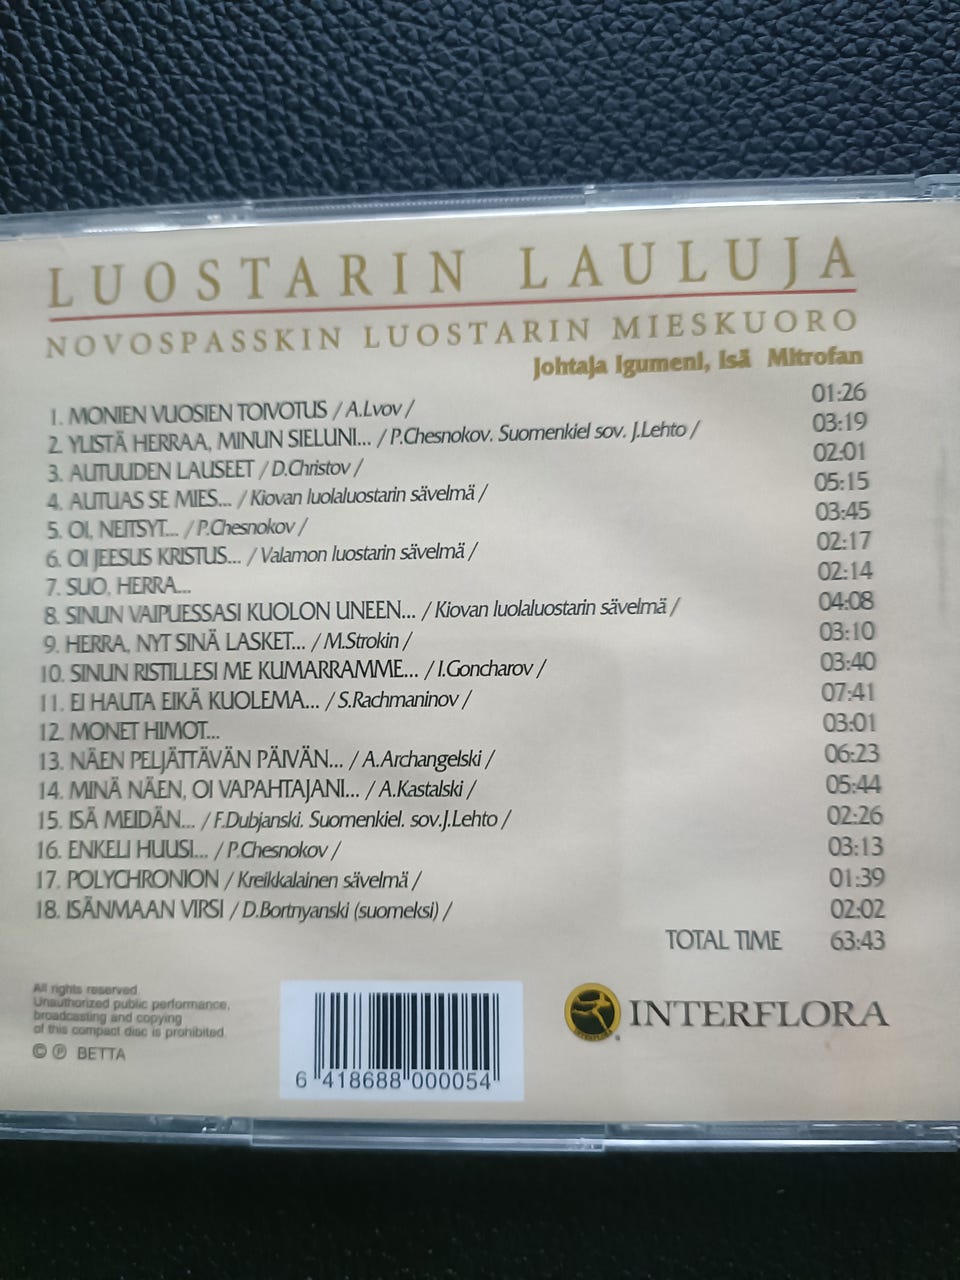 LUOSTARIN LAULUJA
NOVOSPASSKIN LUOSTARIN MIESKUORO
Johtaja Igumeni, Isä Mitrofan
1. MONIEN VUOSIEN TOIVOTUS / A.Lvov / 01:26
2. YLISTÄ HERRAA, MINUN SIELUNI... / P.Chesnokov. Suomenkiel sov. J.Lehto / 03:19
3. AUTUUDEN LAUSEET / D.Christov / 02:01
4. AUTUAS SE MIES... / Kiovan luolaluostarin sävelmä / 05:15
5. OI, NEITSYT... / P.Chesnokov / 03:45
6. OI JEESUS KRISTUS... / Valamon luostarin sävelmä / 02:17
7. SUO, HERRA... 02:14
8. SINUN VAIPUESSASI KUOLON UNEEN... / Kiovan luolaluostarin sävelmä / 04:08
9. HERRA, NYT SINÄ LASKET... / M.Strokin / 03:10
10. SINUN RISTILLESI ME KUMARRAMME... / I.Goncharov / 03:40
11. EI HAUTA EIKÄ KUOLEMA... / S.Rachmaninov / 07:41
12. MONET HIMOT... 03:01
13. NÄEN PELJÄTTÄVÄN PÄIVÄN... / A.Archangelski / 06:23
14. MINÄ NÄEN, OI VAPAHTAJANI... / A.Kastalski / 05:44
15. ISÄ MEIDÄN... / F.Dubjanski. Suomenkiel. sov.J.Lehto / 02:26
16. ENKELI HUUSI... / P.Chesnokov / 03:13
17. POLYCHRONION / Kreikkalainen sävelmä / 01:39
18. ISÄNMAAN VIRSI / D.Bortnyanski (suomeksi) / 02:02
TOTAL TIME 63:43
All rights reserved.
Unauthorized public performance,
broadcasting and copying
of this compact disc is prohibited.
© ℗ BETTA
6 418688 000054
INTERFLORA